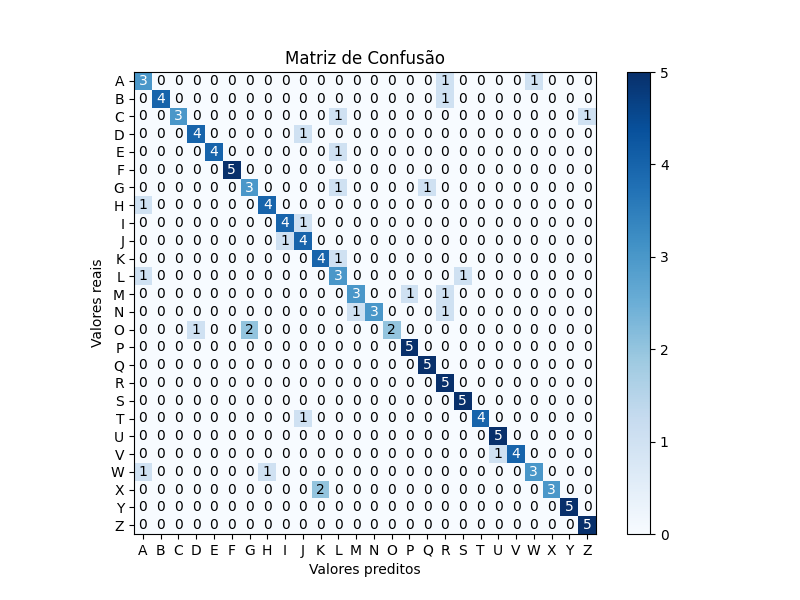 Matriz de Confusão
Valores reais
A 3 0 0 0 0 0 0 0 0 0 0 0 0 0 0 0 0 1 0 0 0 0 1 0 0 0
B 0 4 0 0 0 0 0 0 0 0 0 0 0 0 0 0 0 1 0 0 0 0 0 0 0 0
C 0 0 3 0 0 0 0 0 0 0 0 1 0 0 0 0 0 0 0 0 0 0 0 0 0 1
D 0 0 0 4 0 0 0 0 0 1 0 0 0 0 0 0 0 0 0 0 0 0 0 0 0 0
E 0 0 0 0 4 0 0 0 0 0 0 1 0 0 0 0 0 0 0 0 0 0 0 0 0 0
F 0 0 0 0 0 5 0 0 0 0 0 0 0 0 0 0 0 0 0 0 0 0 0 0 0 0
G 0 0 0 0 0 0 3 0 0 0 0 1 0 0 0 0 1 0 0 0 0 0 0 0 0 0
H 1 0 0 0 0 0 0 4 0 0 0 0 0 0 0 0 0 0 0 0 0 0 0 0 0 0
I 0 0 0 0 0 0 0 0 4 1 0 0 0 0 0 0 0 0 0 0 0 0 0 0 0 0
J 0 0 0 0 0 0 0 0 1 4 0 0 0 0 0 0 0 0 0 0 0 0 0 0 0 0
K 0 0 0 0 0 0 0 0 0 0 4 1 0 0 0 0 0 0 0 0 0 0 0 0 0 0
L 1 0 0 0 0 0 0 0 0 0 0 3 0 0 0 0 0 0 1 0 0 0 0 0 0 0
M 0 0 0 0 0 0 0 0 0 0 0 0 3 0 0 1 0 1 0 0 0 0 0 0 0 0
N 0 0 0 0 0 0 0 0 0 0 0 0 1 3 0 0 0 1 0 0 0 0 0 0 0 0
O 0 0 0 1 0 0 2 0 0 0 0 0 0 0 2 0 0 0 0 0 0 0 0 0 0 0
P 0 0 0 0 0 0 0 0 0 0 0 0 0 0 0 5 0 0 0 0 0 0 0 0 0 0
Q 0 0 0 0 0 0 0 0 0 0 0 0 0 0 0 0 5 0 0 0 0 0 0 0 0 0
R 0 0 0 0 0 0 0 0 0 0 0 0 0 0 0 0 0 5 0 0 0 0 0 0 0 0
S 0 0 0 0 0 0 0 0 0 0 0 0 0 0 0 0 0 0 5 0 0 0 0 0 0 0
T 0 0 0 0 0 0 0 0 0 1 0 0 0 0 0 0 0 0 0 4 0 0 0 0 0 0
U 0 0 0 0 0 0 0 0 0 0 0 0 0 0 0 0 0 0 0 0 5 0 0 0 0 0
V 0 0 0 0 0 0 0 0 0 0 0 0 0 0 0 0 0 0 0 0 1 4 0 0 0 0
W 1 0 0 0 0 0 0 1 0 0 0 0 0 0 0 0 0 0 0 0 0 0 3 0 0 0
X 0 0 0 0 0 0 0 0 0 0 2 0 0 0 0 0 0 0 0 0 0 0 0 3 0 0
Y 0 0 0 0 0 0 0 0 0 0 0 0 0 0 0 0 0 0 0 0 0 0 0 0 5 0
Z 0 0 0 0 0 0 0 0 0 0 0 0 0 0 0 0 0 0 0 0 0 0 0 0 0 5
A B C D E F G H I J K L M N O P Q R S T U V W X Y Z
Valores preditos
5
4
3
2
1
0